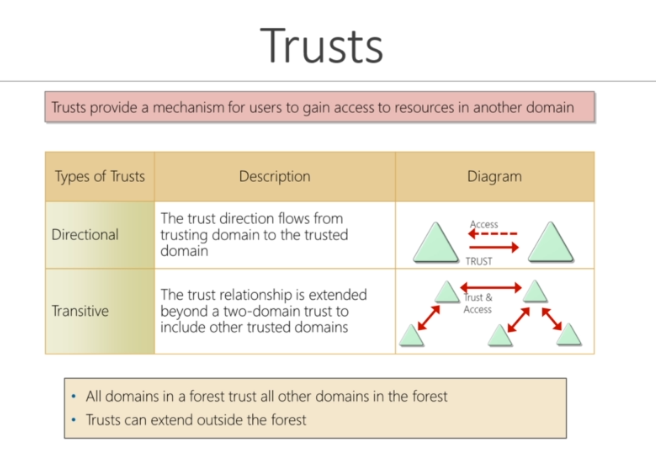 Trusts
Trusts provide a mechanism for users to gain access to resources in another domain
Types of Trusts
Description
Diagram
Directional
The trust direction flows from
trusting domain to the trusted
domain
Access
TRUST
Transitive
The trust relationship is extended
beyond a two-domain trust to
include other trusted domains
Trust &
Access
• All domains in a forest trust all other domains in the forest
• Trusts can extend outside the forest